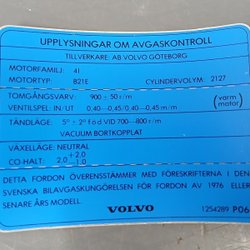 UPPLYSNINGAR OM AVGASKONTROLL
TILLVERKARE AB VOLVO GÖTEBORG
MOTORFAMILJ 4I
MOTORTYP B21E CYLINDERVOLYM 2127
TOMGÅNGSVARV 900 ± 50 r/m
VENTILSPEL IN/UT 0,40–0,45/0,40–0,45 m/m (varm motor)
TÄNDLÄGE: 5° ± 2° föd VID 700–800 r/m
VACUUM BORTKOPPLAT
VÄXELLÄGE: NEUTRAL
CO-HALT: 2,0 +2,0 -1,0
DETTA FORDON ÖVERENSSTÄMMER MED FÖRESKRIFTERNA I DEN
SVENSKA BILAVGASKUNGÖRELSEN FÖR FORDON AV 1976 ELLER
SENARE ÅRS MODELL.
VOLVO 1254289 P06